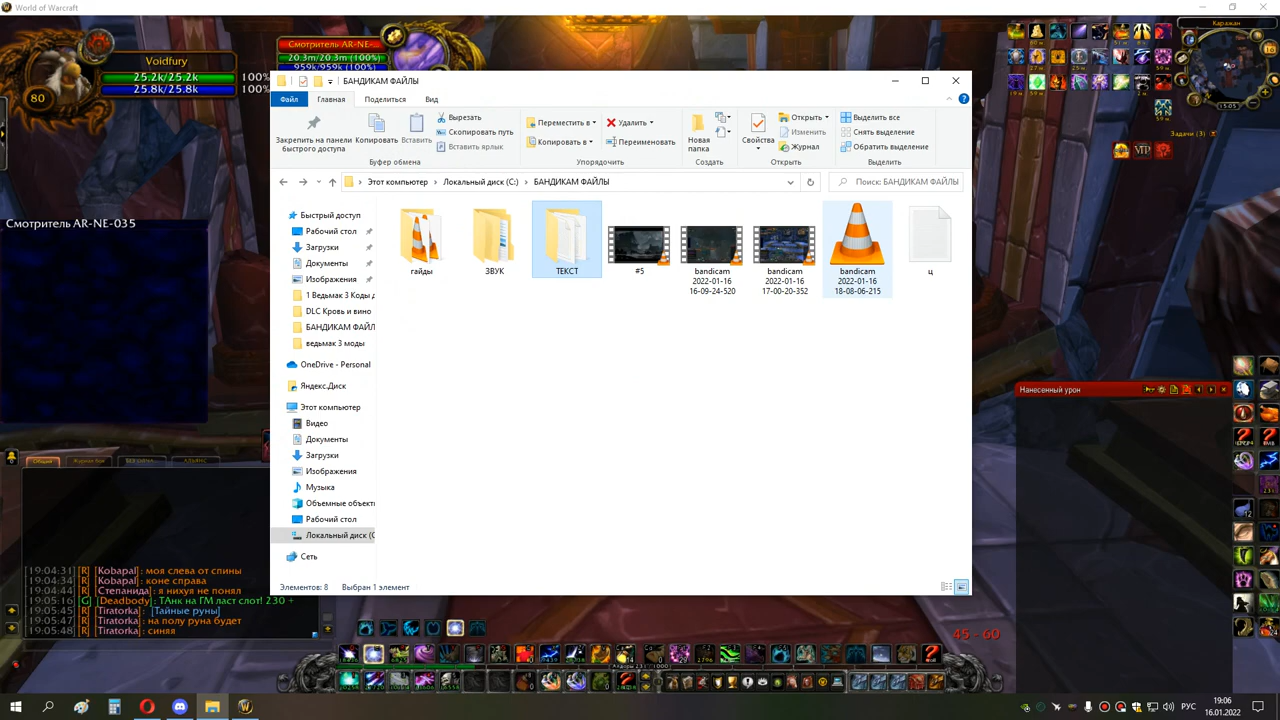 World of Warcraft
Voidfury
25.2k/25.2k
100%
25.8k/25.8k
100%
80
Смотритель AR-NE-
20.3m/20.3m (100%)
959k/959k (100%)
Каражан
15:05
Задачи (3)
VIP
БАНДИКАМ ФАЙЛЫ
Файл
Главная
Поделиться
Вид
Закрепить на панели быстрого доступа
Копировать
Вставить
Вырезать
Скопировать путь
Вставить ярлык
Буфер обмена
Переместить в
Копировать в
Удалить
Переименовать
Упорядочить
Новая папка
Создать
Свойства
Открыть
Изменить
Журнал
Открыть
Выделить все
Снять выделение
Обратить выделение
Выделить
Этот компьютер
Локальный диск (C:)
БАНДИКАМ ФАЙЛЫ
Поиск: БАНДИКАМ ФАЙЛЫ
Быстрый доступ
Рабочий стол
Загрузки
Документы
Изображения
1 Ведьмак 3 Коды д
DLC Кровь и вино
БАНДИКАМ ФАЙЛ
ведьмак 3 моды
OneDrive - Personal
Яндекс.Диск
Этот компьютер
Видео
Документы
Загрузки
Изображения
Музыка
Объемные объект
Рабочий стол
Локальный диск (C
Сеть
гайды
ЗВУК
ТЕКСТ
#5
bandicam
2022-01-16
16-09-24-520
bandicam
2022-01-16
17-00-20-352
bandicam
2022-01-16
18-08-06-215
ц
Элементов: 8
Выбран 1 элемент
Смотритель AR-NE-035
Нанесенный урон
Общий
[19:04:31] [R] [Kobapal]: моя слева от спины
[19:04:34] [R] [Kobapal]: коне справа
[19:04:44] [R] [Степанида]: я нихуя не понял
[19:05:16] G [Deadbody]: ТАнк на ГМ ласт слот! 230 +
[19:05:45] [R] [Tiratorka]: [Тайные руны]
[19:05:47] [R] [Tiratorka]: на полу руна будет
[19:05:48] [R] [Tiratorka]: синяя
45 - 60
РУС
19:06
16.01.2022